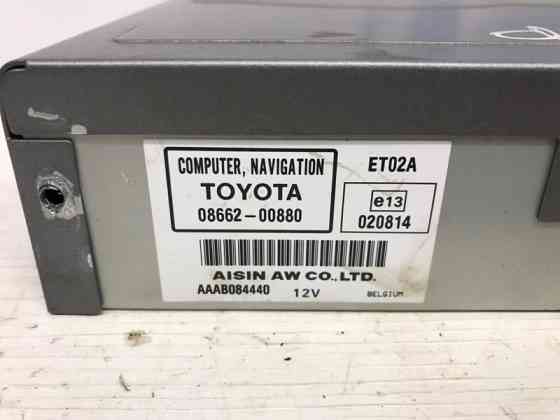 COMPUTER, NAVIGATION
TOYOTA
08662-00880
ET02A
e13
020814
AISIN AW CO.,LTD.
AAAB084440 12V BELGIUM